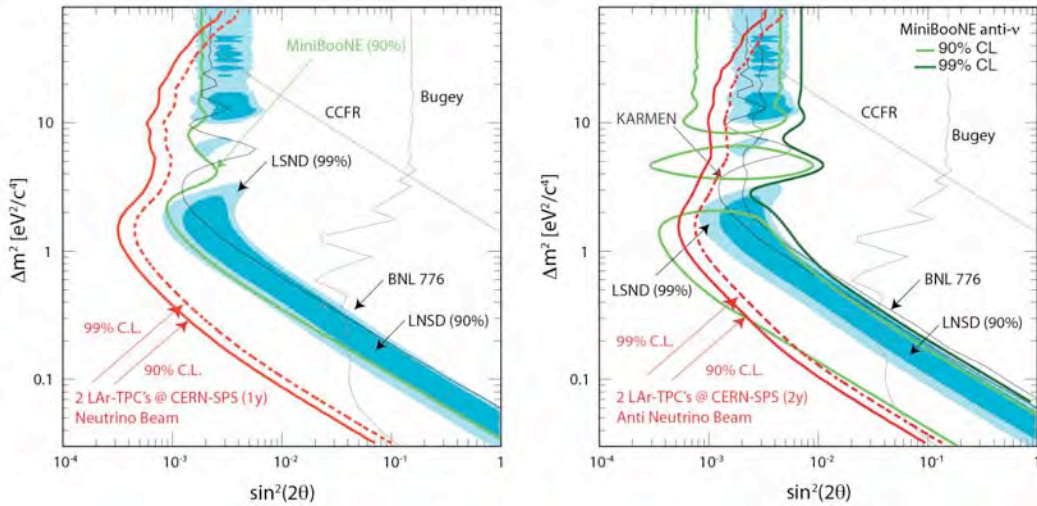 MiniBooNE (90%)
CCFR
Bugey
LSND (99%)
BNL 776
LNSD (90%)
99% C.L.
90% C.L.
2 LAr-TPC's @ CERN-SPS (1y)
Neutrino Beam
Δm² [eV²/c⁴]
10
1
0.1
10⁻⁴
10⁻³
10⁻²
10⁻¹
1
sin²(2θ)
MiniBooNE anti-ν
90% CL
99% CL
KARMEN
CCFR
Bugey
LSND (99%)
BNL 776
LNSD (90%)
99% C.L.
90% C.L.
2 LAr-TPC's @ CERN-SPS (2y)
Anti Neutrino Beam
Δm² [eV²/c⁴]
10
1
0.1
10⁻⁴
10⁻³
10⁻²
10⁻¹
1
sin²(2θ)